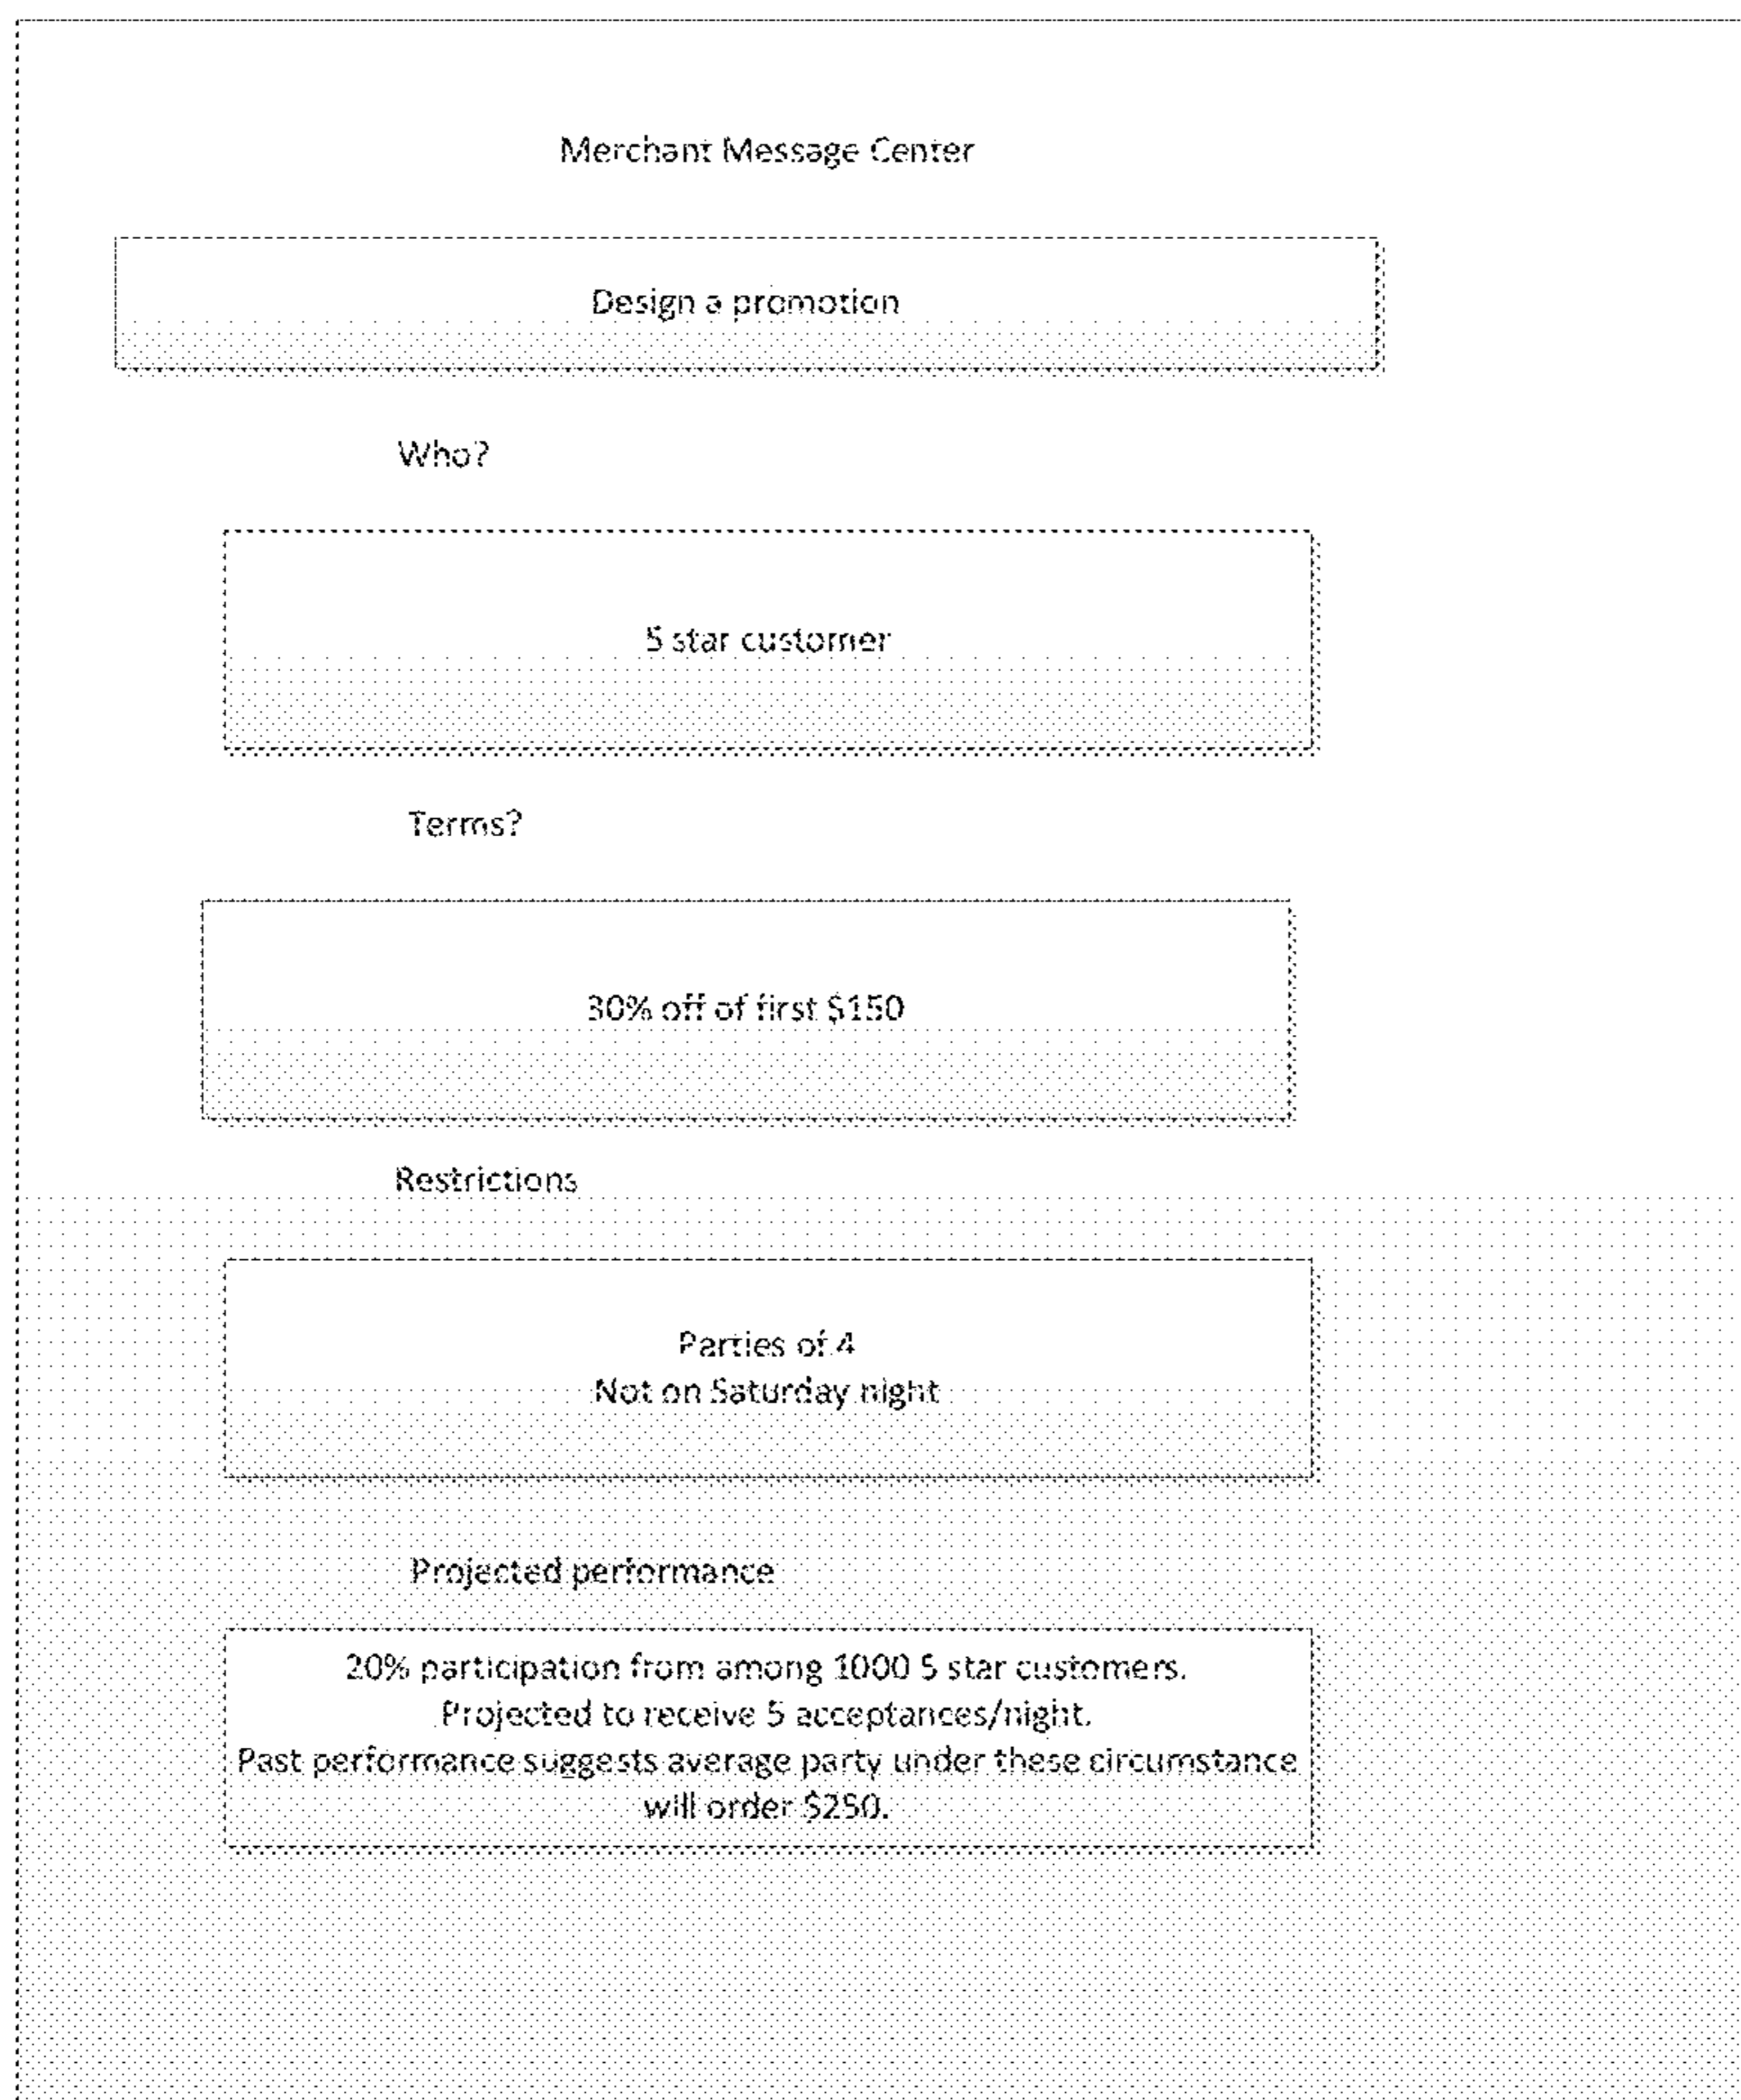 Merchant Message Center
Design a promotion
Who?
5 star customer
Terms?
30% off of first $150
Restrictions
Parties of 4
Not on Saturday night
Projected performance
20% participation from among 1000 5 star customers.
Projected to receive 5 acceptances/night.
Past performance suggests average party under these circumstance
will order $250.